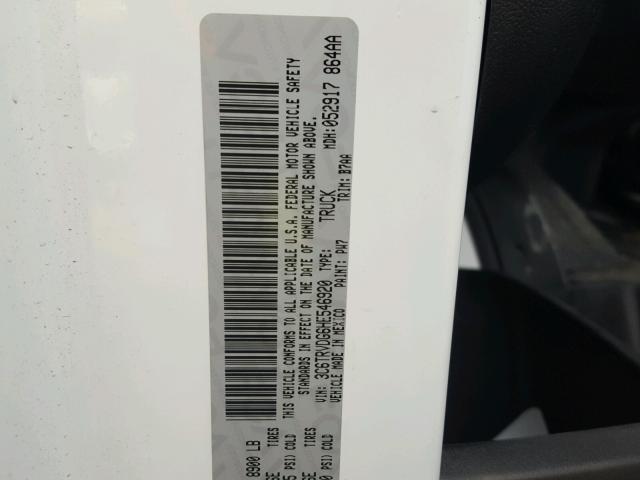 THIS VEHICLE CONFORMS TO ALL APPLICABLE U.S.A. FEDERAL MOTOR VEHICLE SAFETY
STANDARDS IN EFFECT ON THE DATE OF MANUFACTURE SHOWN ABOVE.
VIN: 3C6TRVDG6HE546920 TYPE: TRUCK MDH: 052917 864AA
VEHICLE MADE IN MEXICO PAINT: PW7 TRIM: B7AA
8900 LB TIRES
PSI) COLD
TIRES
PSI) COLD